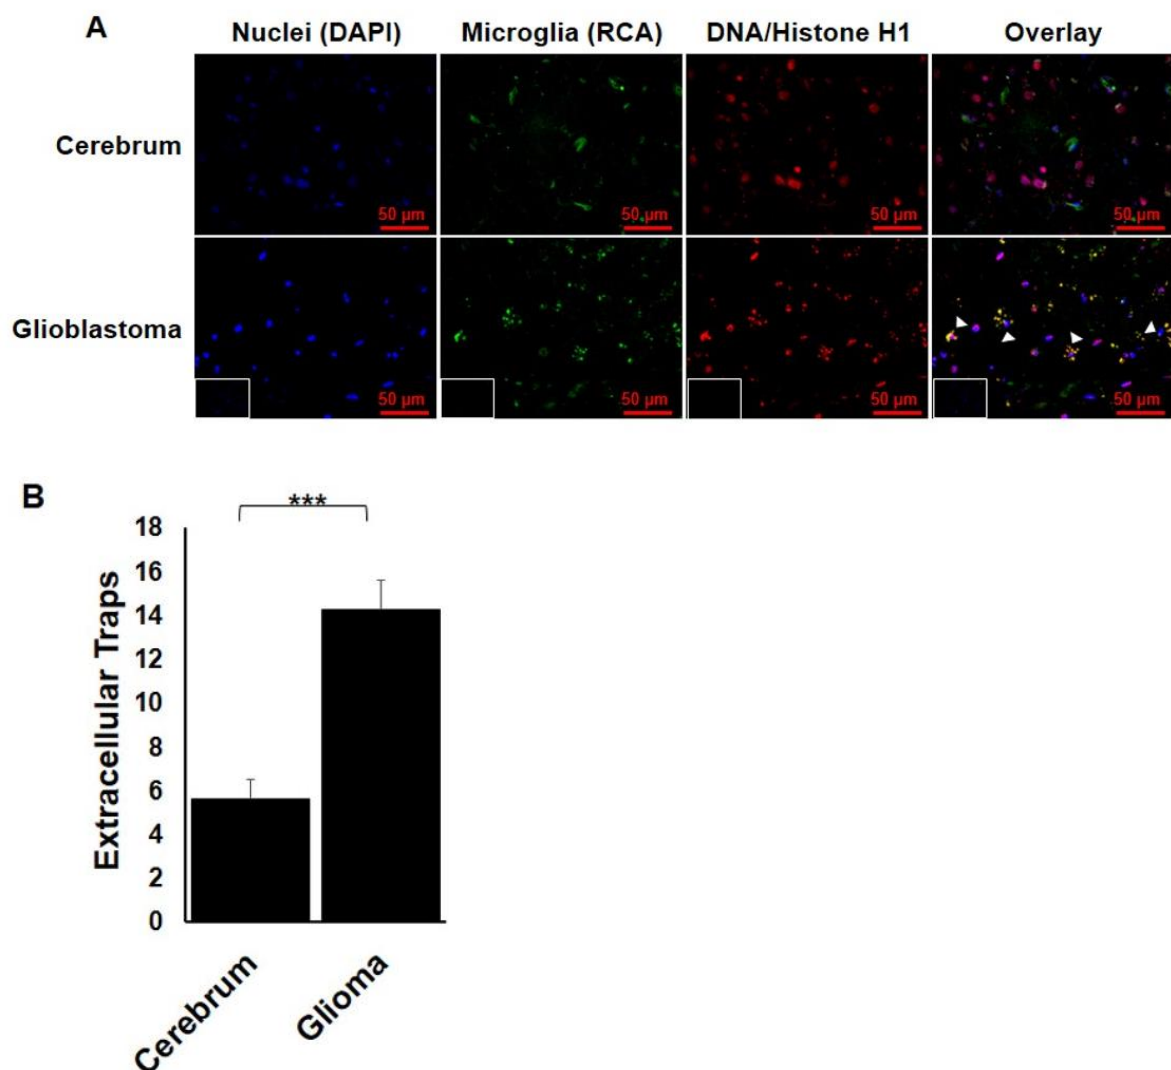 A
Nuclei (DAPI) Microglia (RCA) DNA/Histone H1 Overlay
Cerebrum
50 µm 50 µm 50 µm 50 µm
Glioblastoma
50 µm 50 µm 50 µm 50 µm
B
***
18
16
14
12
10
8
6
4
2
0
Extracellular Traps
Cerebrum
Glioma